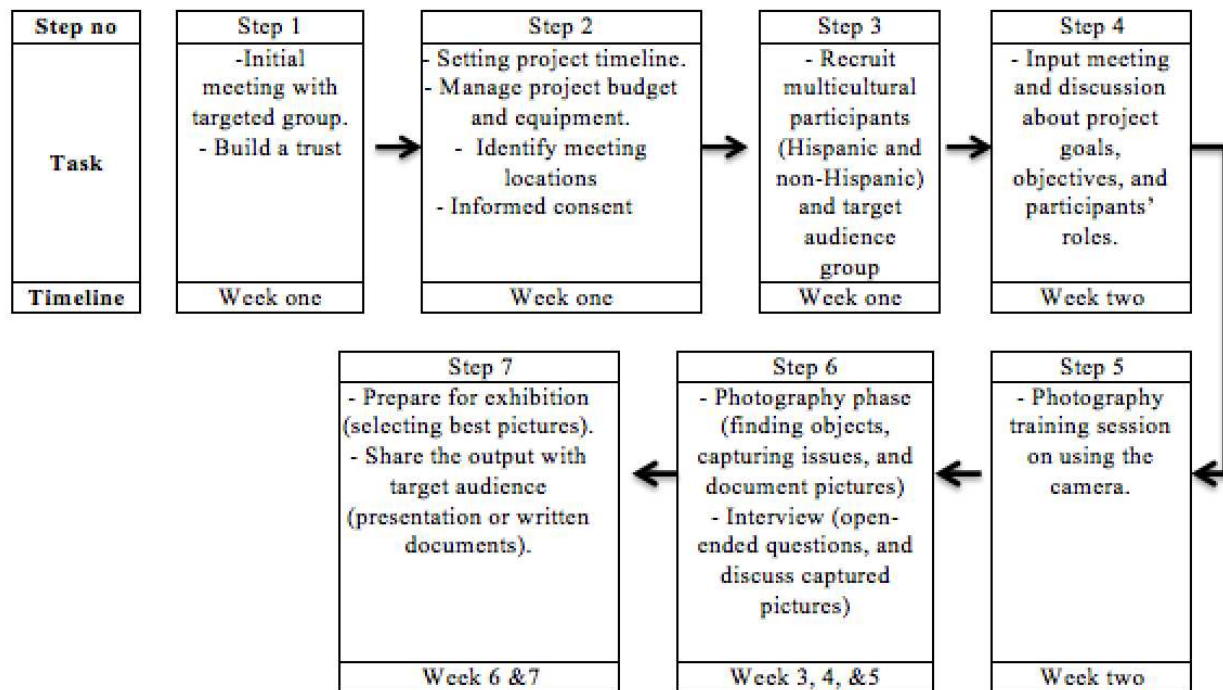 Step no
Task
Timeline
Step 1
-Initial
meeting with
targeted group.
- Build a trust
Week one
Step 2
- Setting project timeline.
- Manage project budget
and equipment.
- Identify meeting
locations
- Informed consent
Week one
Step 3
- Recruit
multicultural
participants
(Hispanic and
non-Hispanic)
and target
audience
group
Week one
Step 4
- Input meeting
and discussion
about project
goals,
objectives, and
participants’
roles.
Week two
Step 5
- Photography
training session
on using the
camera.
Week two
Step 6
- Photography phase
(finding objects,
capturing issues, and
document pictures)
- Interview (open-
ended questions, and
discuss captured
pictures)
Week 3, 4, &5
Step 7
- Prepare for exhibition
(selecting best pictures).
- Share the output with
target audience
(presentation or written
documents).
Week 6 &7